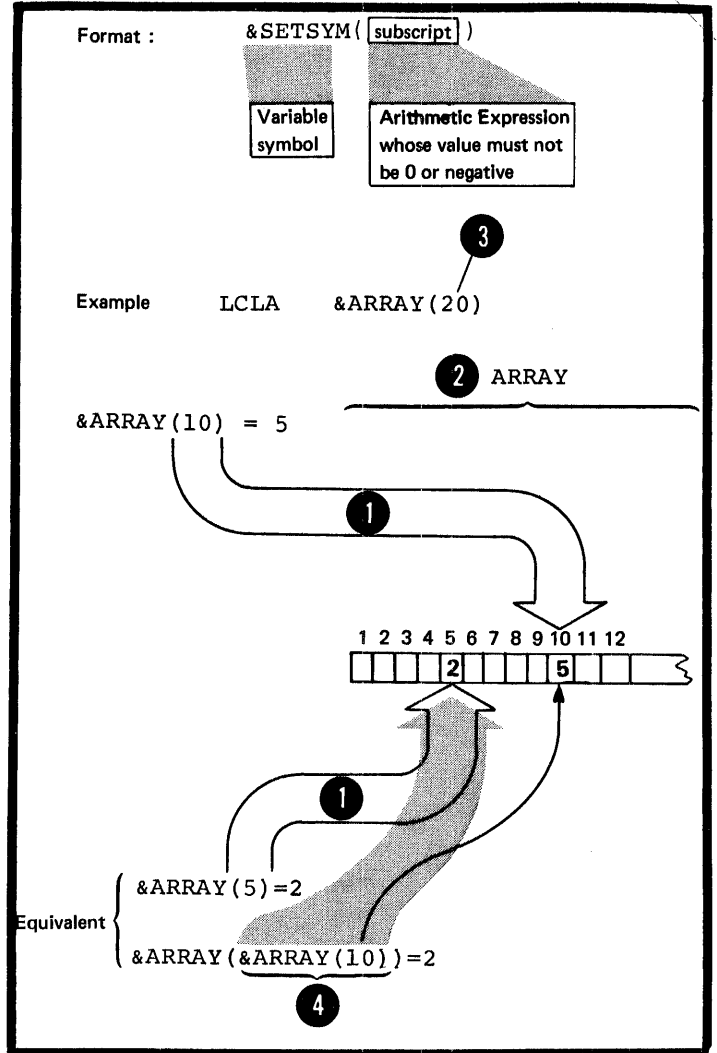 Format :
&SETSYM( subscript )
Variable symbol
Arithmetic Expression
whose value must not
be 0 or negative
3
Example LCLA &ARRAY(20)
2 ARRAY
&ARRAY(10) = 5
1
1 2 3 4 5 6 7 8 9 10 11 12
2 5
1
&ARRAY(5)=2
Equivalent
&ARRAY(&ARRAY(10))=2
4